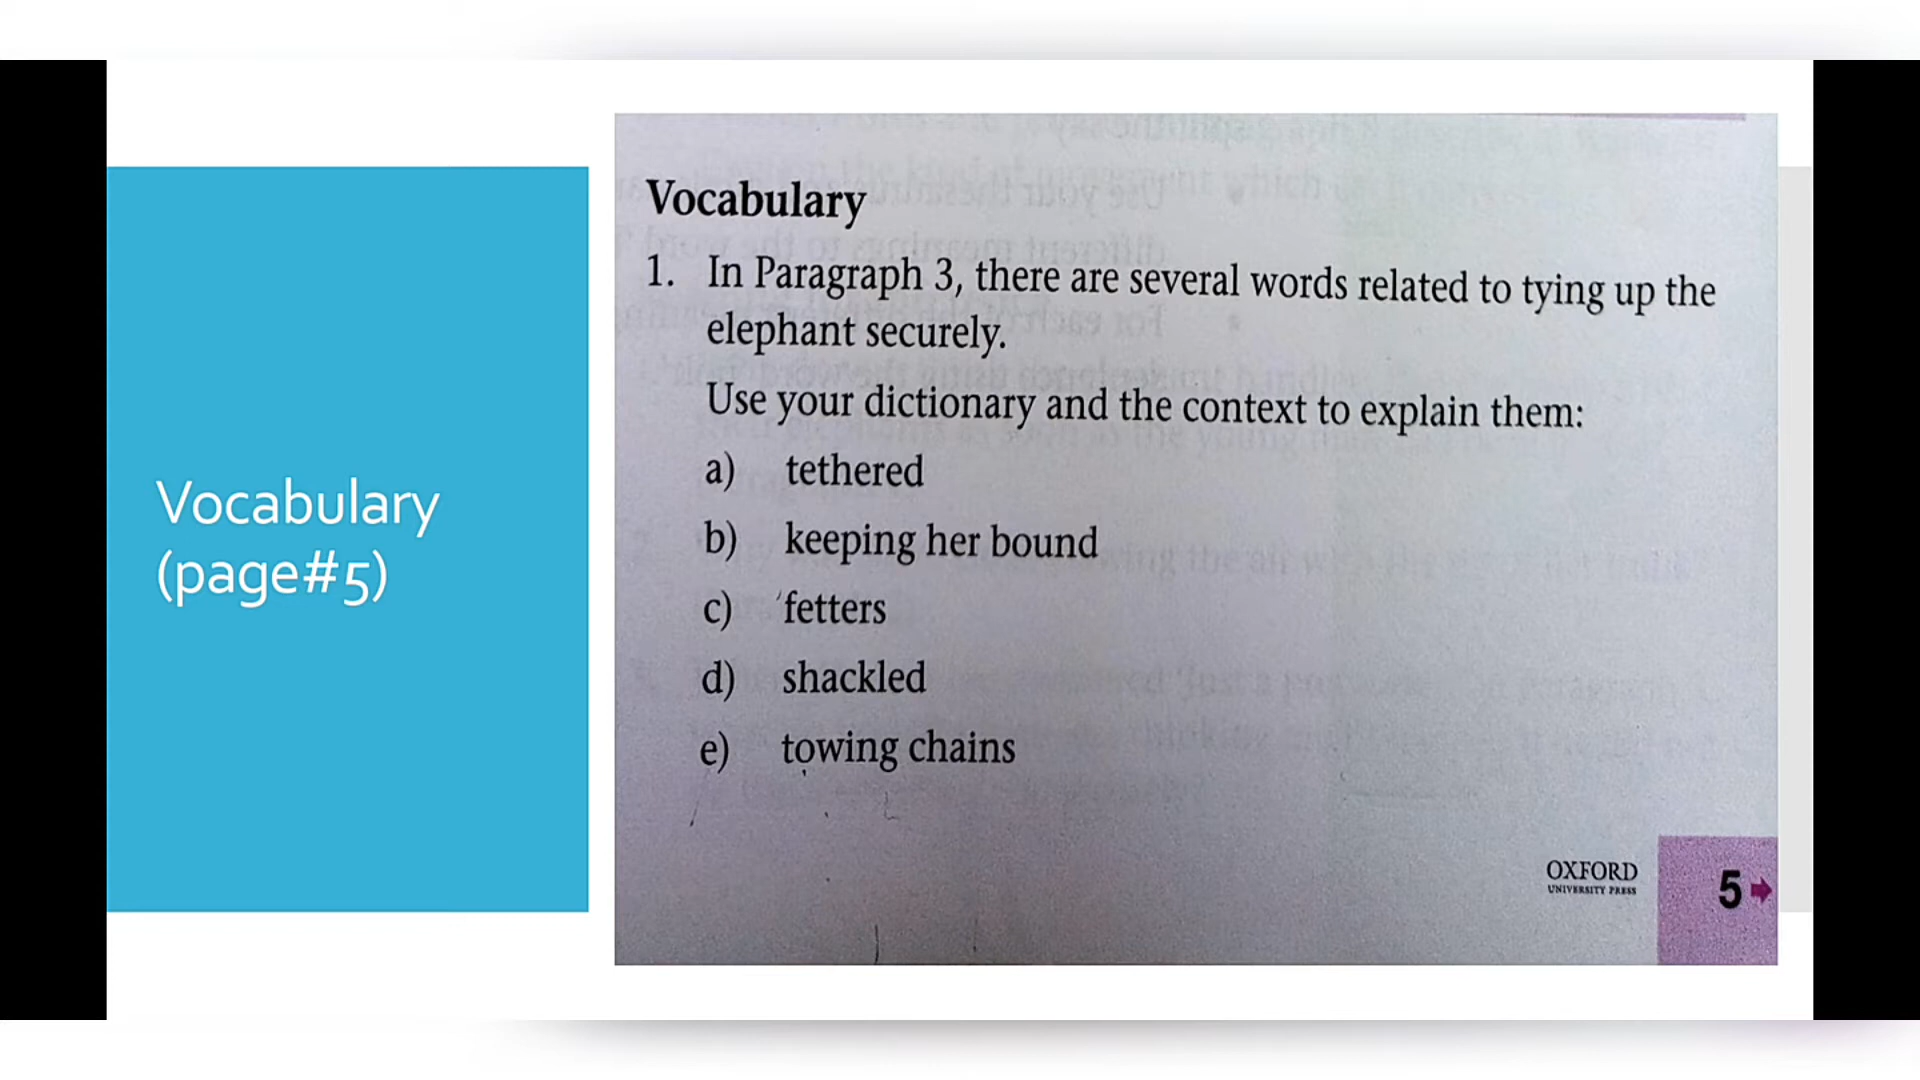 Vocabulary
(page#5)
Vocabulary
1. In Paragraph 3, there are several words related to tying up the
elephant securely.
Use your dictionary and the context to explain them:
a) tethered
b) keeping her bound
c) fetters
d) shackled
e) towing chains
OXFORD
UNIVERSITY PRESS
5